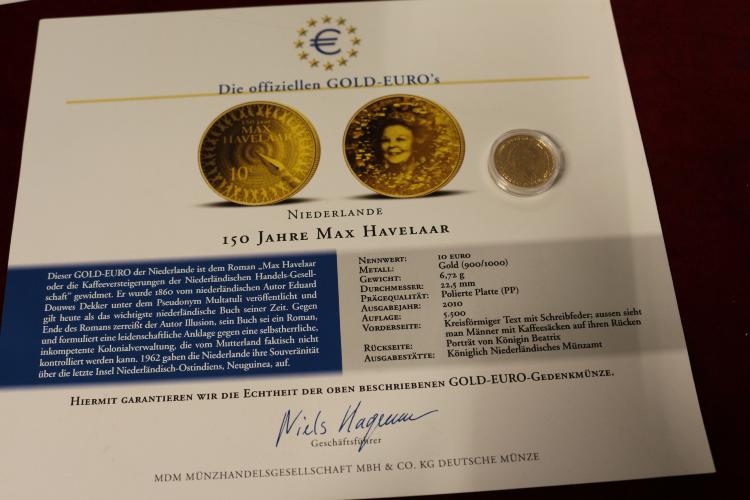 €
Die offiziellen GOLD-EURO's
150 jaar
MAX
HAVELAAR
10
NIEDERLANDE
150 JAHRE MAX HAVELAAR
Dieser GOLD-EURO der Niederlande ist dem Roman „Max Havelaar
oder die Kaffeeversteigerungen der Niederländischen Handels-Gesell-
schaft" gewidmet. Er wurde 1860 vom niederländischen Autor Eduard
Douwes Dekker unter dem Pseudonym Multatuli veröffentlicht und
gilt heute als das wichtigste niederländische Buch seiner Zeit. Gegen
Ende des Romans zerreißt der Autor Illusion, sein Buch sei ein Roman,
und formuliert eine leidenschaftliche Anklage gegen eine selbstherrliche,
inkompetente Kolonialverwaltung, die vom Mutterland faktisch nicht
kontrolliert werden kann. 1962 gaben die Niederlande ihre Souveränität
über die letzte Insel Niederländisch-Ostindiens, Neuguinea, auf.
NENNWERT: 10 EURO
METALL: Gold (900/1000)
GEWICHT: 6,72 g
DURCHMESSER: 22,5 mm
PRÄGEQUALITÄT: Polierte Platte (PP)
AUSGABEJAHR: 2010
AUFLAGE: 5.500
VORDERSEITE: Kreisförmiger Text mit Schreibfeder; aussen sieht
man Männer mit Kaffeesäcken auf ihren Rücken
RÜCKSEITE: Porträt von Königin Beatrix
AUSGABESTÄTTE: Königlich Niederländisches Münzamt
HIERMIT GARANTIEREN WIR DIE ECHTHEIT DER OBEN BESCHRIEBENEN GOLD-EURO-GEDENKMÜNZE.
Niels Hagemann
Geschäftsführer
MDM MÜNZHANDELSGESELLSCHAFT MBH & CO. KG DEUTSCHE MÜNZE